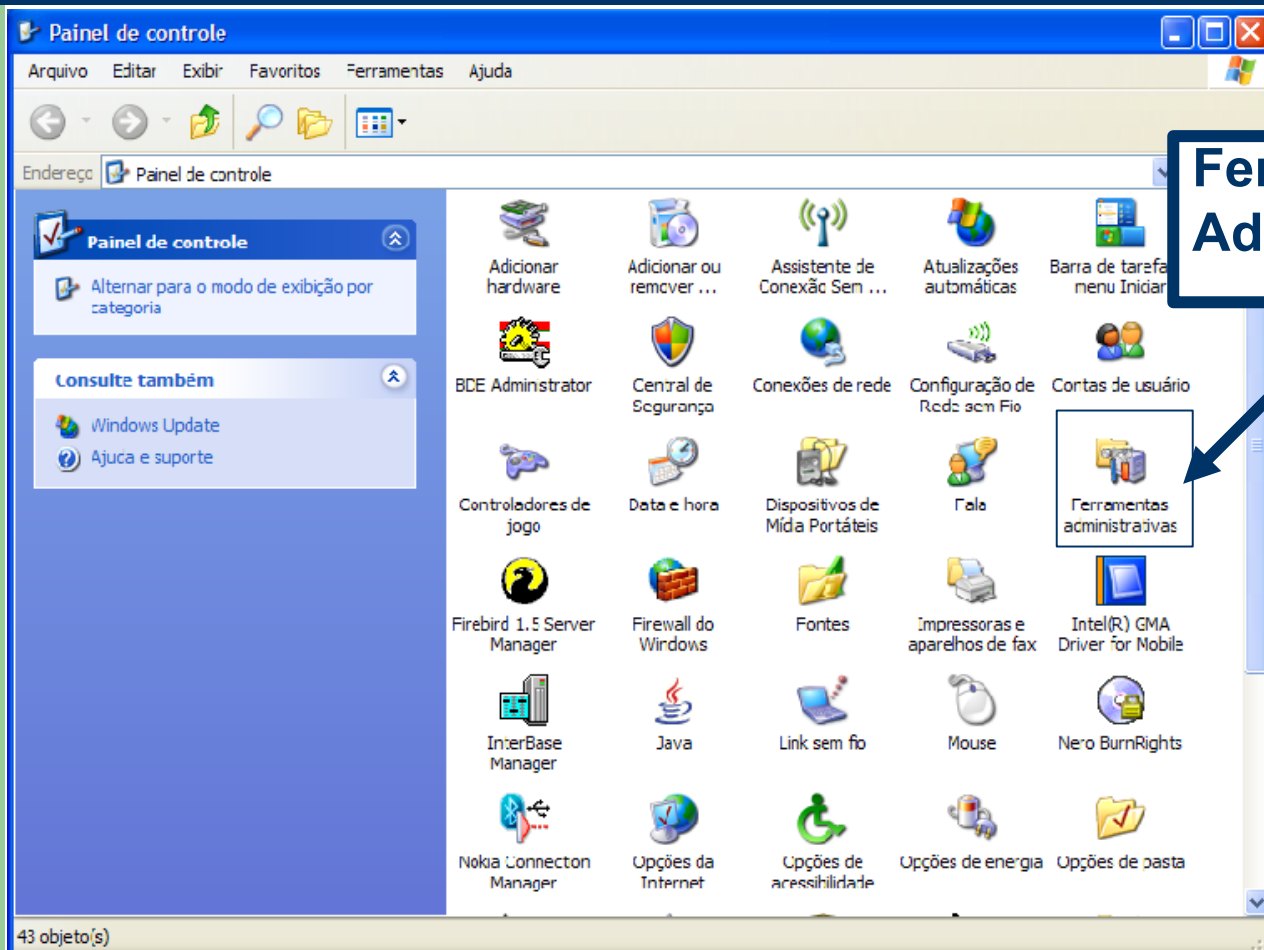 Painel de controle
Arquivo Editar Exibir Favoritos Ferramentas Ajuda
Endereço Painel de controle
Fer
Ad
Painel de controle
Alternar para o modo de exibição por
categoria
Consulte também
Windows Update
Ajuda e suporte
Adicionar
hardware
Adicionar ou
remover ...
Assistente de
Conexão Sem ...
Atualizações
automáticas
Barra de tarefa
menu Iniciar
BDE Administrator
Central de
Segurança
Conexões de rede
Configuração de
Rede sem Fio
Contas de usuário
Controladores de
jogo
Data e hora
Dispositivos de
Mídia Portáteis
Fala
Ferramentas
administrativas
Firebird 1.5 Server
Manager
Firewall do
Windows
Fontes
Impressoras e
aparelhos de fax
Intel(R) GMA
Driver for Mobile
InterBase
Manager
Java
Link sem fio
Mouse
Nero BurnRights
Nokia Connection
Manager
Opções da
Internet
Opções de
acessibilidade
Opções de energia
Opções de pasta
43 objeto(s)